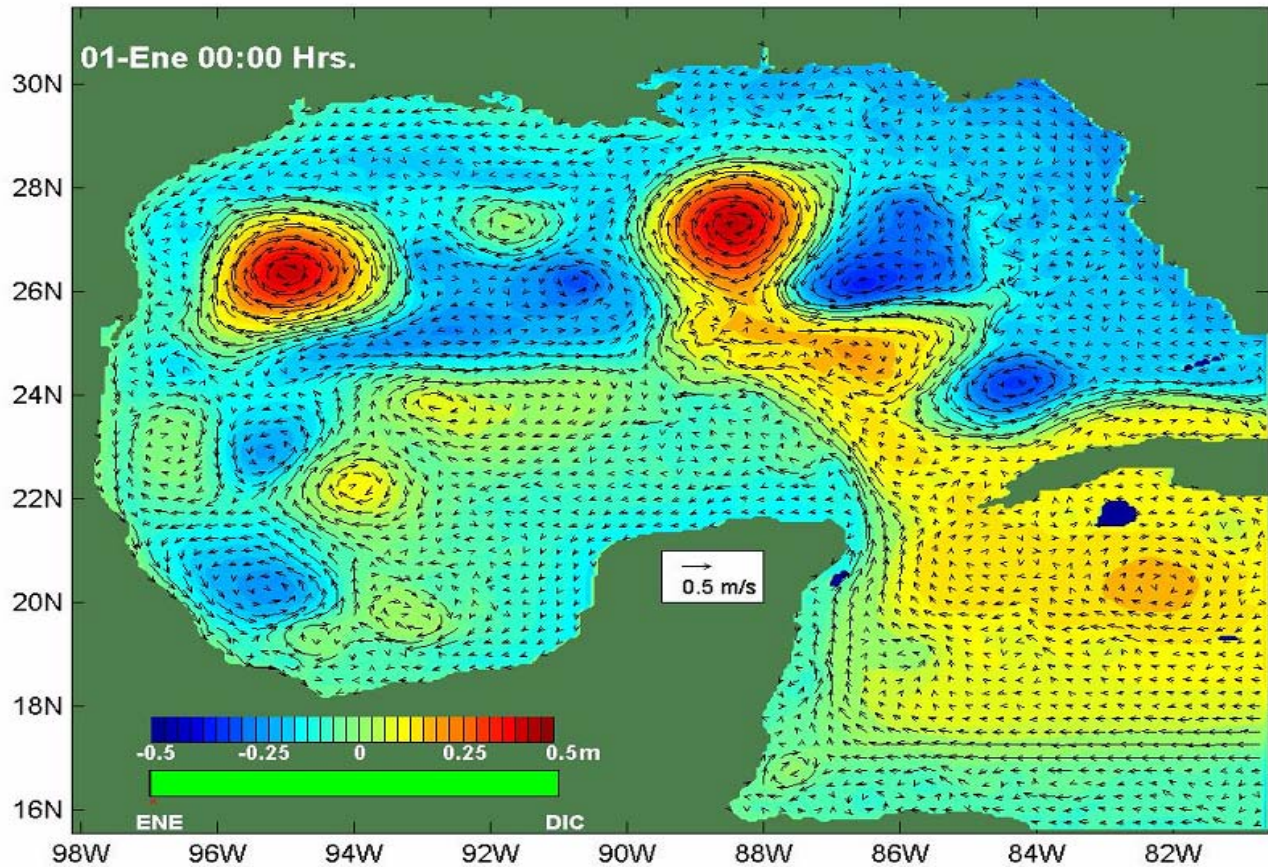 01-Ene 00:00 Hrs.
30N
28N
26N
24N
22N
20N
18N
16N
0.5 m/s
-0.5 -0.25 0 0.25 0.5m
ENE DIC
98W 96W 94W 92W 90W 88W 86W 84W 82W